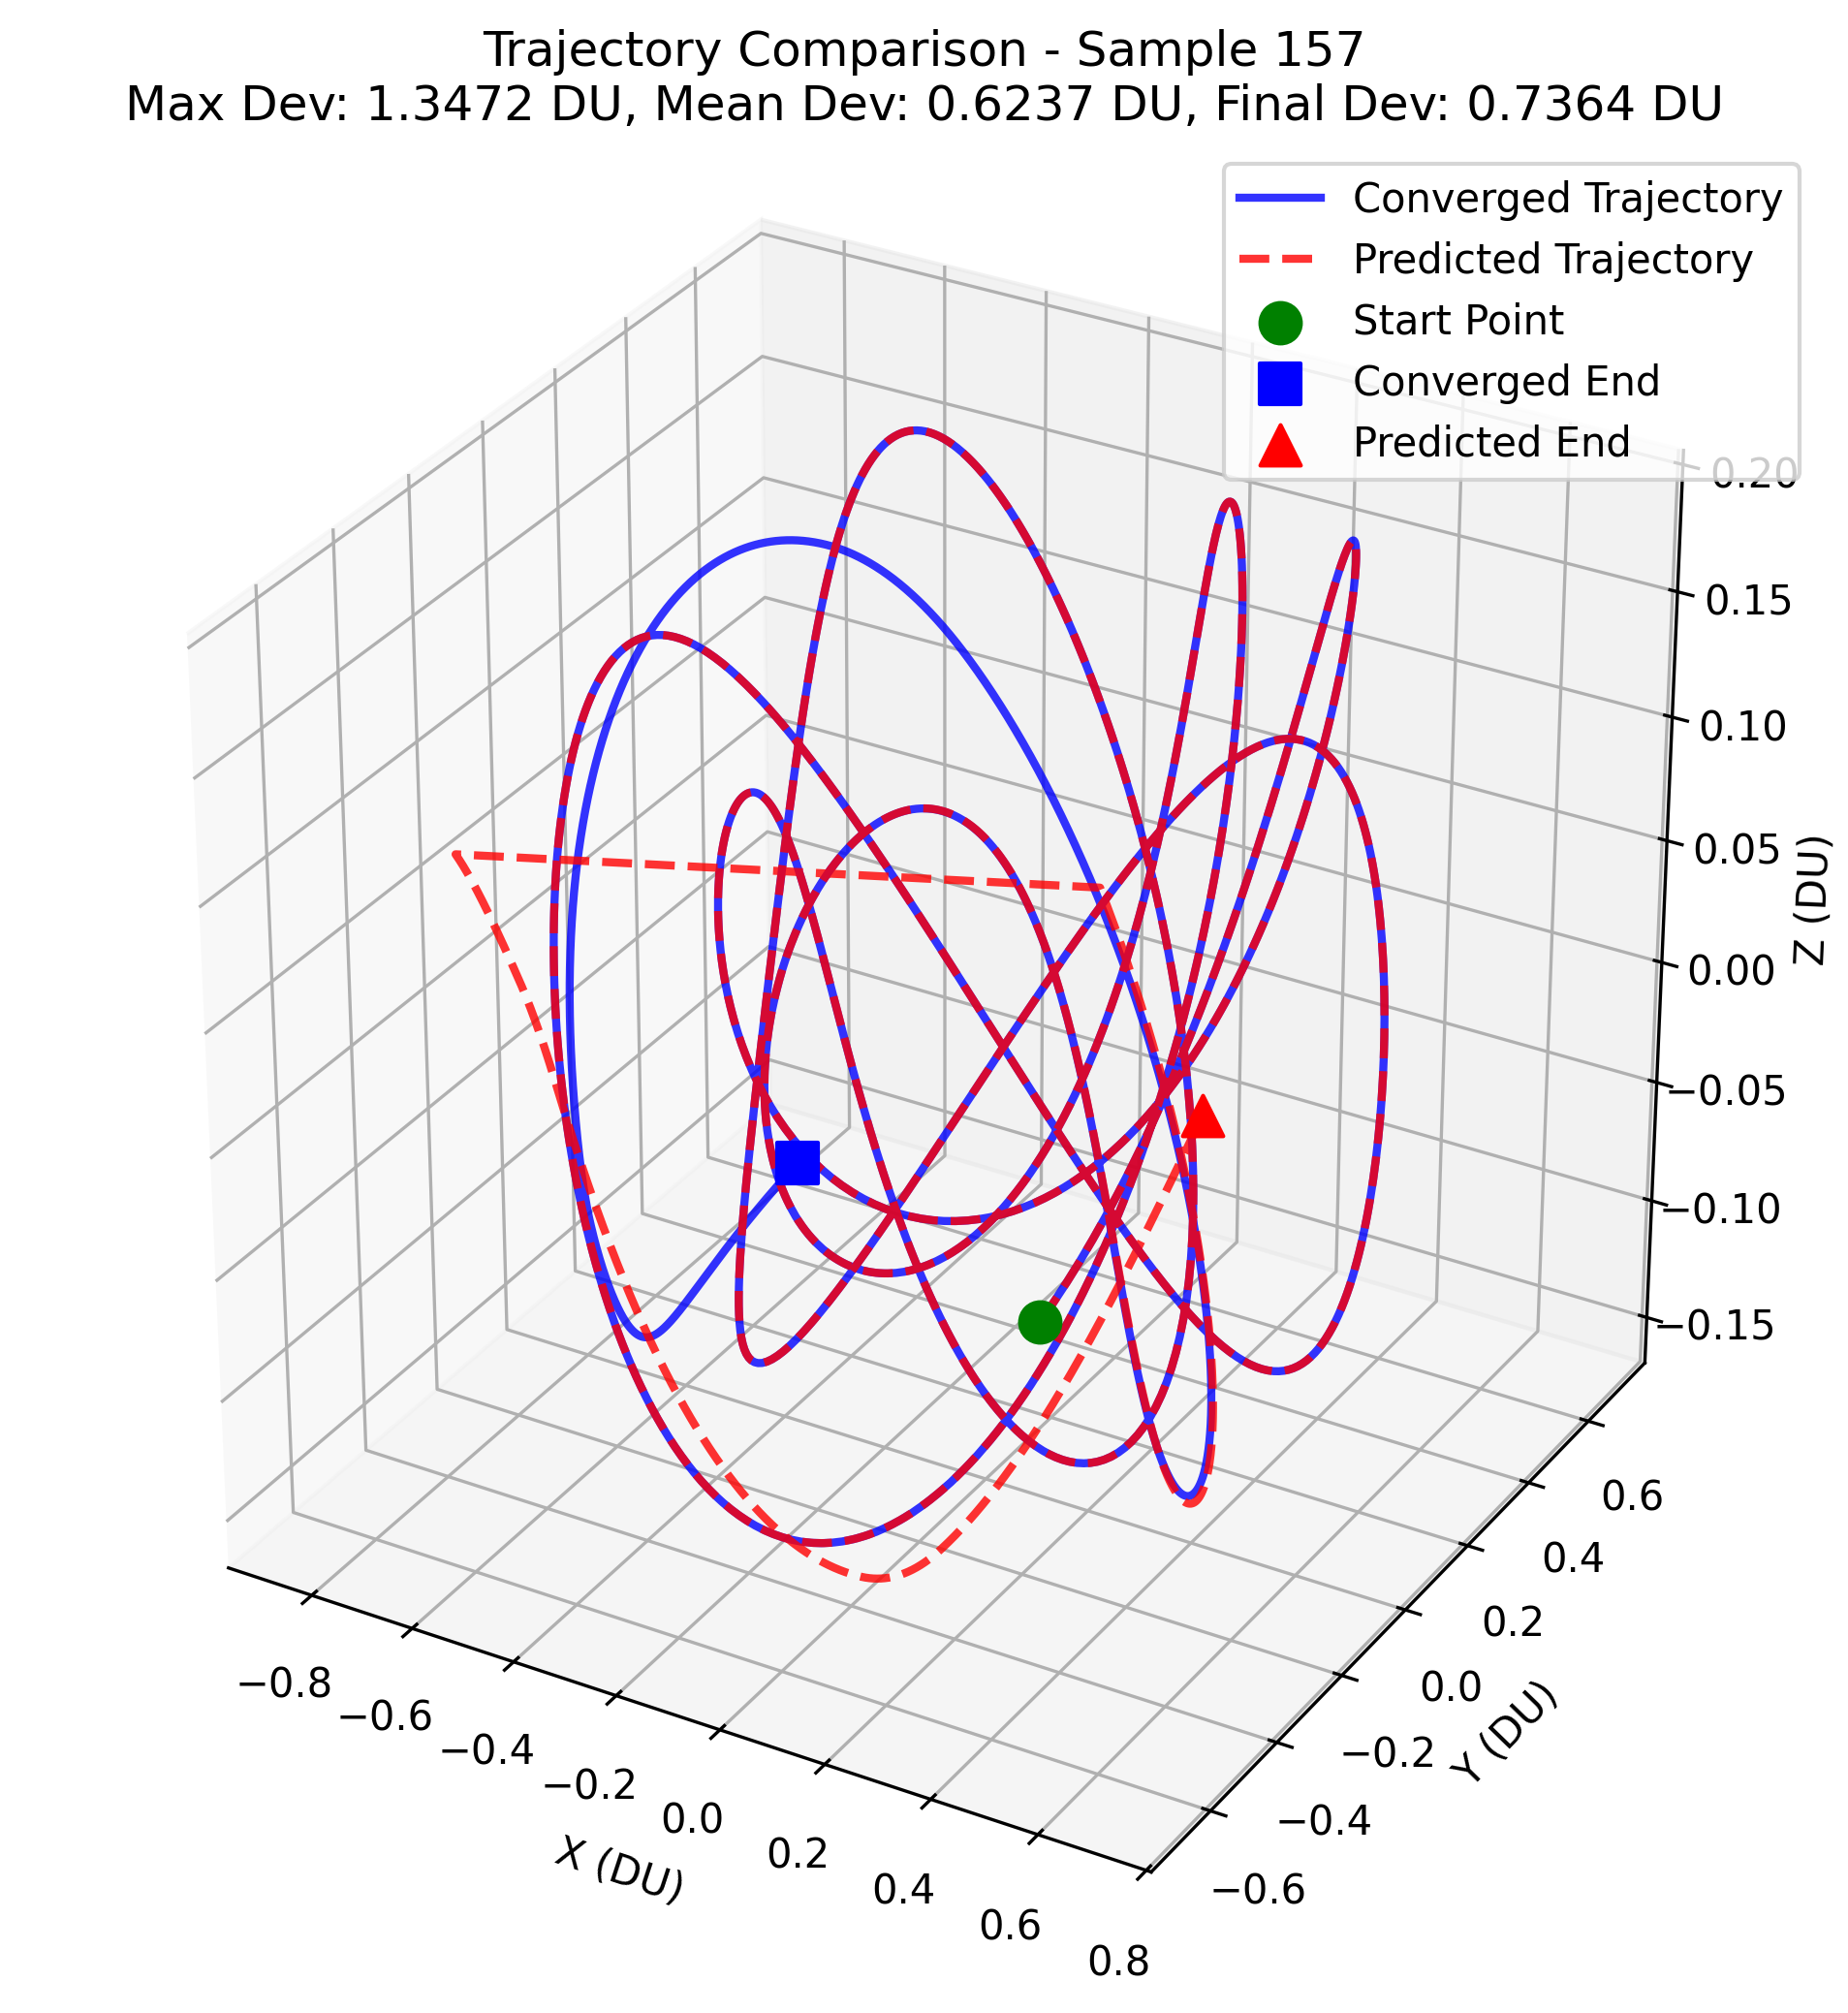 Trajectory Comparison - Sample 157
Max Dev: 1.3472 DU, Mean Dev: 0.6237 DU, Final Dev: 0.7364 DU
Converged Trajectory
Predicted Trajectory
Start Point
Converged End
Predicted End
0.20
0.15
0.10
0.05
0.00
−0.05
−0.10
−0.15
Z (DU)
0.6
0.4
0.2
0.0
−0.2
−0.4
−0.6
Y (DU)
−0.8
−0.6
−0.4
−0.2
0.0
0.2
0.4
0.6
0.8
X (DU)